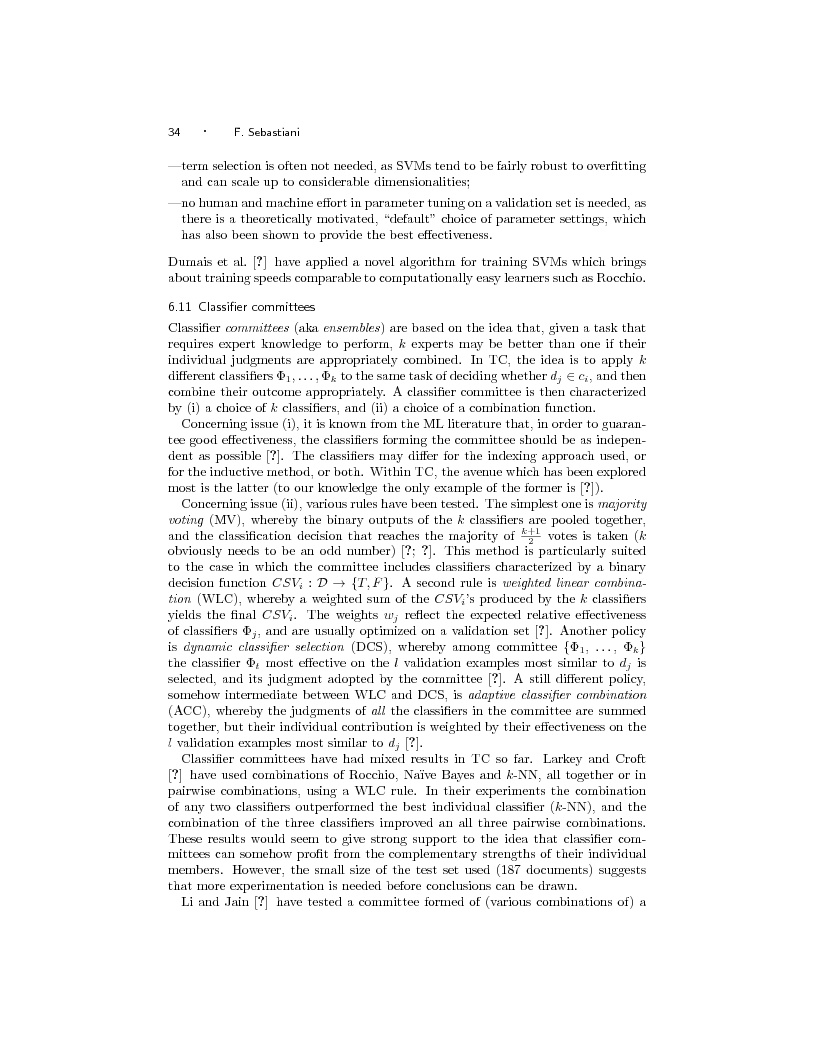 34 · F. Sebastiani
—term selection is often not needed, as SVMs tend to be fairly robust to overfitting
and can scale up to considerable dimensionalities;
—no human and machine effort in parameter tuning on a validation set is needed, as
there is a theoretically motivated, “default” choice of parameter settings, which
has also been shown to provide the best effectiveness.
Dumais et al. [?] have applied a novel algorithm for training SVMs which brings
about training speeds comparable to computationally easy learners such as Rocchio.
6.11 Classifier committees
Classifier committees (aka ensembles) are based on the idea that, given a task that
requires expert knowledge to perform, k experts may be better than one if their
individual judgments are appropriately combined. In TC, the idea is to apply k
different classifiers Φ1, . . . , Φk to the same task of deciding whether dj ∈ ci, and then
combine their outcome appropriately. A classifier committee is then characterized
by (i) a choice of k classifiers, and (ii) a choice of a combination function.
Concerning issue (i), it is known from the ML literature that, in order to guaran-
tee good effectiveness, the classifiers forming the committee should be as indepen-
dent as possible [?]. The classifiers may differ for the indexing approach used, or
for the inductive method, or both. Within TC, the avenue which has been explored
most is the latter (to our knowledge the only example of the former is [?]).
Concerning issue (ii), various rules have been tested. The simplest one is majority
voting (MV), whereby the binary outputs of the k classifiers are pooled together,
and the classification decision that reaches the majority of k+1/2 votes is taken (k
obviously needs to be an odd number) [?; ?]. This method is particularly suited
to the case in which the committee includes classifiers characterized by a binary
decision function CSVi : D → {T, F}. A second rule is weighted linear combina-
tion (WLC), whereby a weighted sum of the CSVi’s produced by the k classifiers
yields the final CSVi. The weights wj reflect the expected relative effectiveness
of classifiers Φj, and are usually optimized on a validation set [?]. Another policy
is dynamic classifier selection (DCS), whereby among committee {Φ1, . . . , Φk}
the classifier Φt most effective on the l validation examples most similar to dj is
selected, and its judgment adopted by the committee [?]. A still different policy,
somehow intermediate between WLC and DCS, is adaptive classifier combination
(ACC), whereby the judgments of all the classifiers in the committee are summed
together, but their individual contribution is weighted by their effectiveness on the
l validation examples most similar to dj [?].
Classifier committees have had mixed results in TC so far. Larkey and Croft
[?] have used combinations of Rocchio, Naïve Bayes and k-NN, all together or in
pairwise combinations, using a WLC rule. In their experiments the combination
of any two classifiers outperformed the best individual classifier (k-NN), and the
combination of the three classifiers improved an all three pairwise combinations.
These results would seem to give strong support to the idea that classifier com-
mittees can somehow profit from the complementary strengths of their individual
members. However, the small size of the test set used (187 documents) suggests
that more experimentation is needed before conclusions can be drawn.
Li and Jain [?] have tested a committee formed of (various combinations of) a